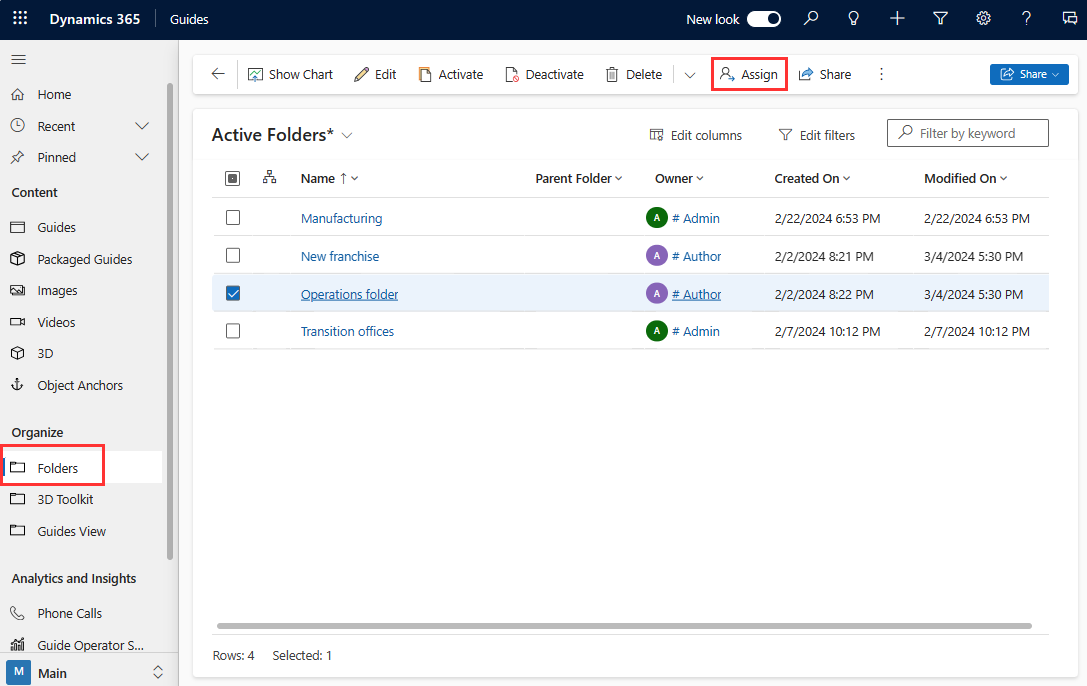 Dynamics 365 Guides New look
Home
Recent
Pinned
Content
Guides
Packaged Guides
Images
Videos
3D
Object Anchors
Organize
Folders
3D Toolkit
Guides View
Analytics and Insights
Phone Calls
Guide Operator S...
M Main
Show Chart Edit Activate Deactivate Delete Assign Share Share
Active Folders* Edit columns Edit filters Filter by keyword
Name ↑ Parent Folder Owner Created On Modified On
Manufacturing A # Admin 2/22/2024 6:53 PM 2/22/2024 6:53 PM
New franchise A # Author 2/2/2024 8:21 PM 3/4/2024 5:30 PM
Operations folder A # Author 2/2/2024 8:22 PM 3/4/2024 5:30 PM
Transition offices A # Admin 2/7/2024 10:12 PM 2/7/2024 10:12 PM
Rows: 4 Selected: 1